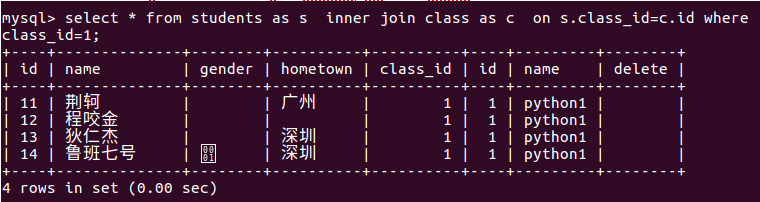 mysql> select * from students as s  inner join class as c  on s.class_id=c.id where
class_id=1;
+----+--------------+--------+----------+----------+----+---------+--------+
| id | name         | gender | hometown | class_id | id | name    | delete |
+----+--------------+--------+----------+----------+----+---------+--------+
| 11 | 荆轲         |        | 广州     |        1 |  1 | python1 |        |
| 12 | 程咬金       |        |          |        1 |  1 | python1 |        |
| 13 | 狄仁杰       |        | 深圳     |        1 |  1 | python1 |        |
| 14 | 鲁班七号     | 0001   | 深圳     |        1 |  1 | python1 |        |
+----+--------------+--------+----------+----------+----+---------+--------+
4 rows in set (0.00 sec)